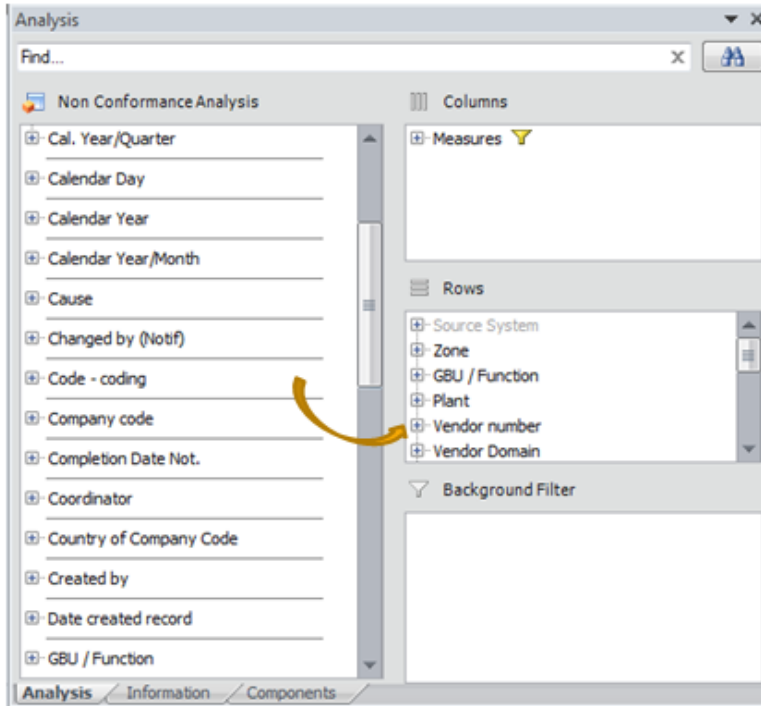 Analysis
Find...
Non Conformance Analysis
Cal. Year/Quarter
Calendar Day
Calendar Year
Calendar Year/Month
Cause
Changed by (Notif)
Code - coding
Company code
Completion Date Not.
Coordinator
Country of Company Code
Created by
Date created record
GBU / Function
Columns
Measures
Rows
Source System
Zone
GBU / Function
Plant
Vendor number
Vendor Domain
Background Filter
Analysis
Information
Components